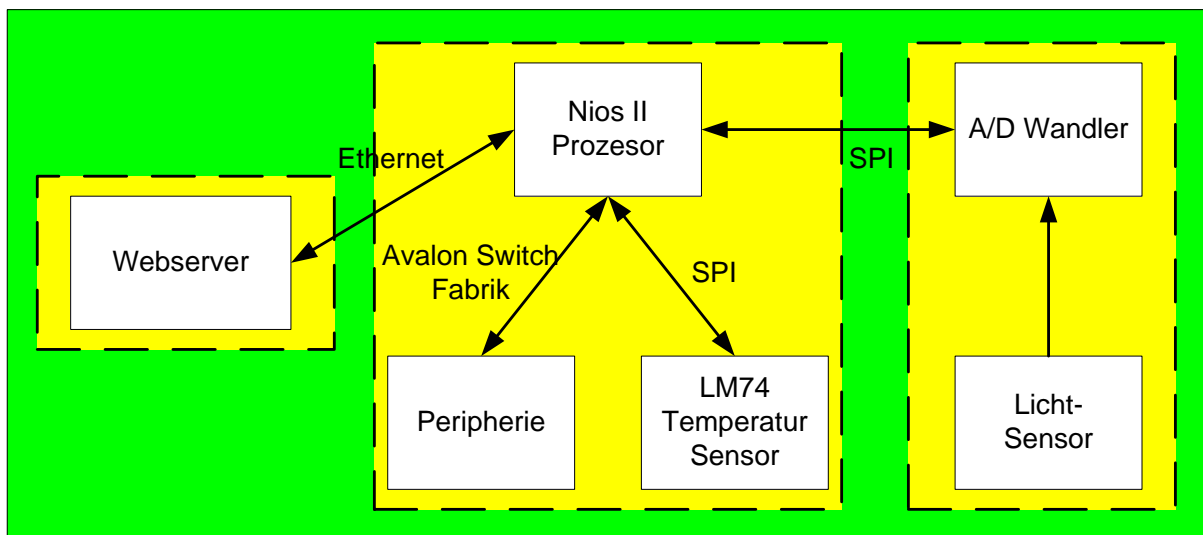 Nios II
Prozesor
A/D Wandler
Ethernet
SPI
Webserver
Avalon Switch
Fabrik
SPI
Peripherie
LM74
Temperatur
Sensor
Licht-
Sensor